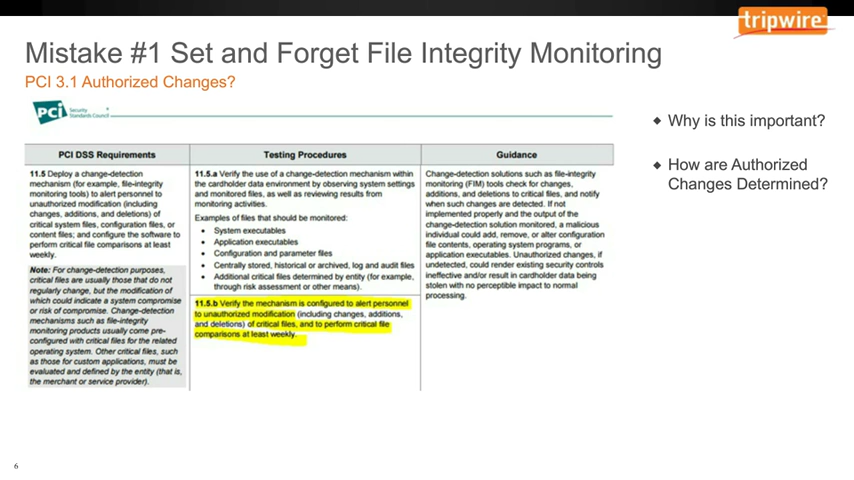 tripwire
Mistake #1 Set and Forget File Integrity Monitoring
PCI 3.1 Authorized Changes?
PCI Security
Standards Council
PCI DSS Requirements
11.5 Deploy a change-detection
mechanism (for example, file-integrity
monitoring tools) to alert personnel to
unauthorized modification (including
changes, additions, and deletions) of
critical system files, configuration files, or
content files; and configure the software to
perform critical file comparisons at least
weekly.
Note: For change-detection purposes,
critical files are usually those that do not
regularly change, but the modification of
which could indicate a system compromise
or risk of compromise. Change-detection
mechanisms such as file-integrity
monitoring products usually come pre-
configured with critical files for the related
operating system. Other critical files, such
as those for custom applications, must be
evaluated and defined by the entity (that is,
the merchant or service provider).
Testing Procedures
11.5.a Verify the use of a change-detection mechanism within
the cardholder data environment by observing system settings
and monitored files, as well as reviewing results from
monitoring activities.
Examples of files that should be monitored:
• System executables
• Application executables
• Configuration and parameter files
• Centrally stored, historical or archived, log and audit files
• Additional critical files determined by entity (for example,
through risk assessment or other means).
11.5.b Verify the mechanism is configured to alert personnel
to unauthorized modification (including changes, additions,
and deletions) of critical files, and to perform critical file
comparisons at least weekly.
Guidance
Change-detection solutions such as file-integrity
monitoring (FIM) tools check for changes,
additions, and deletions to critical files, and notify
when such changes are detected. If not
implemented properly and the output of the
change-detection solution monitored, a malicious
individual could add, remove, or alter configuration
file contents, operating system programs, or
application executables. Unauthorized changes, if
undetected, could render existing security controls
ineffective and/or result in cardholder data being
stolen with no perceptible impact to normal
processing.
◆ Why is this important?
◆ How are Authorized
Changes Determined?
6